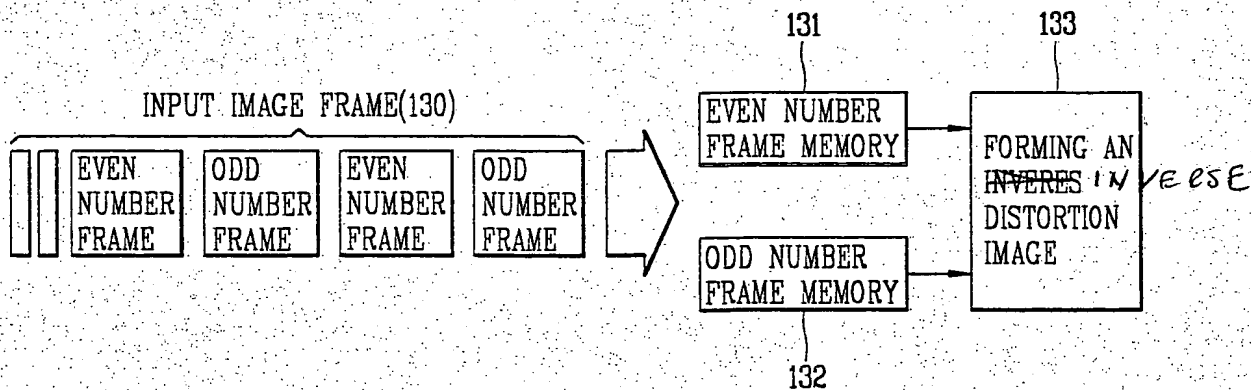 131
133
INPUT IMAGE FRAME(130)
EVEN
NUMBER
FRAME
ODD
NUMBER
FRAME
EVEN
NUMBER
FRAME
ODD
NUMBER
FRAME
EVEN NUMBER
FRAME MEMORY
ODD NUMBER
FRAME MEMORY
FORMING AN
INVERES INVERSE
DISTORTION
IMAGE
132